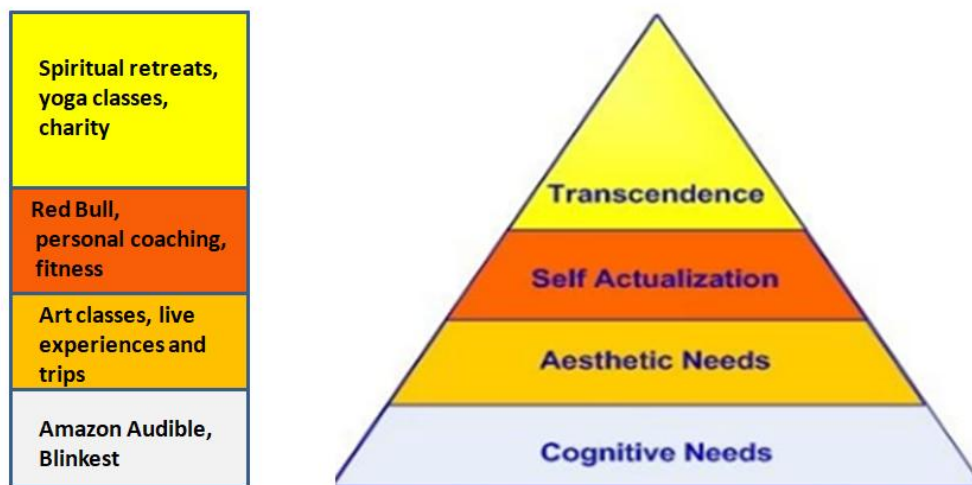 Spiritual retreats,
yoga classes,
charity
Red Bull,
personal coaching,
fitness
Art classes, live
experiences and
trips
Amazon Audible,
Blinkest
Transcendence
Self Actualization
Aesthetic Needs
Cognitive Needs